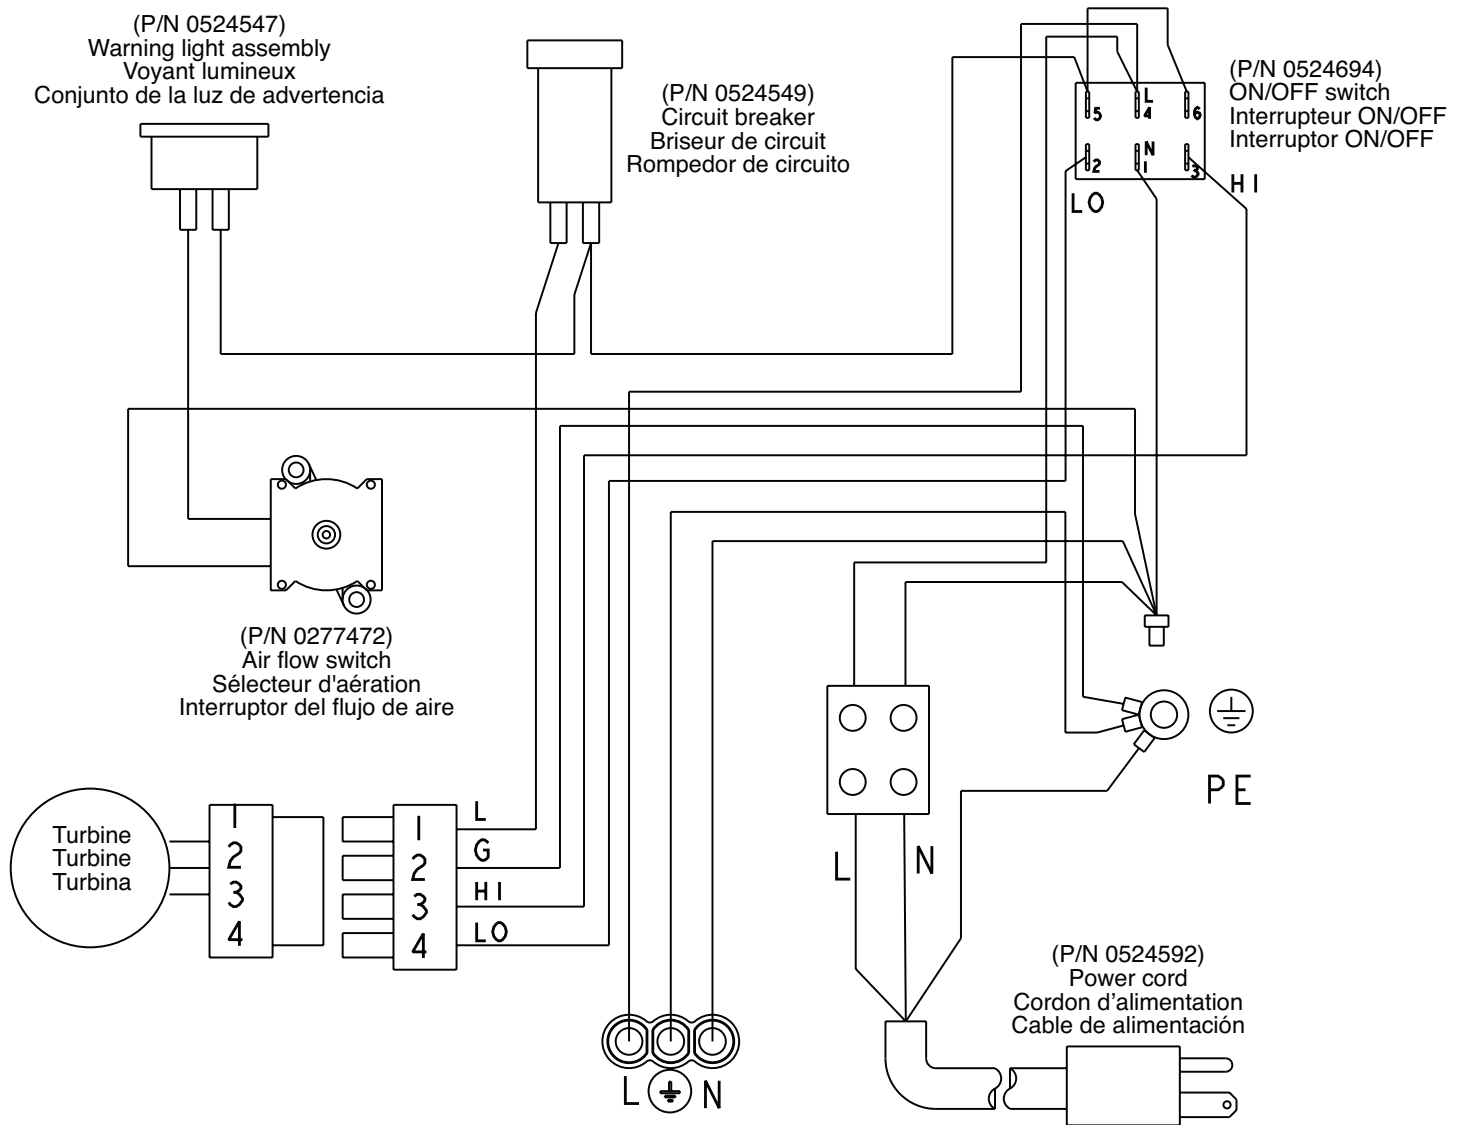 (P/N 0524547)
Warning light assembly
Voyant lumineux
Conjunto de la luz de advertencia
(P/N 0524549)
Circuit breaker
Briseur de circuit
Rompedor de circuito
(P/N 0524694)
ON/OFF switch
Interrupteur ON/OFF
Interruptor ON/OFF
L
5 4 6
N
2 1 3
LO
HI
(P/N 0277472)
Air flow switch
Sélecteur d'aération
Interruptor del flujo de aire
PE
Turbine
Turbine
Turbina
1
2
3
4
1
2
3
4
L
G
HI
LO
L
N
(P/N 0524592)
Power cord
Cordon d’alimentation
Cable de alimentación
L N